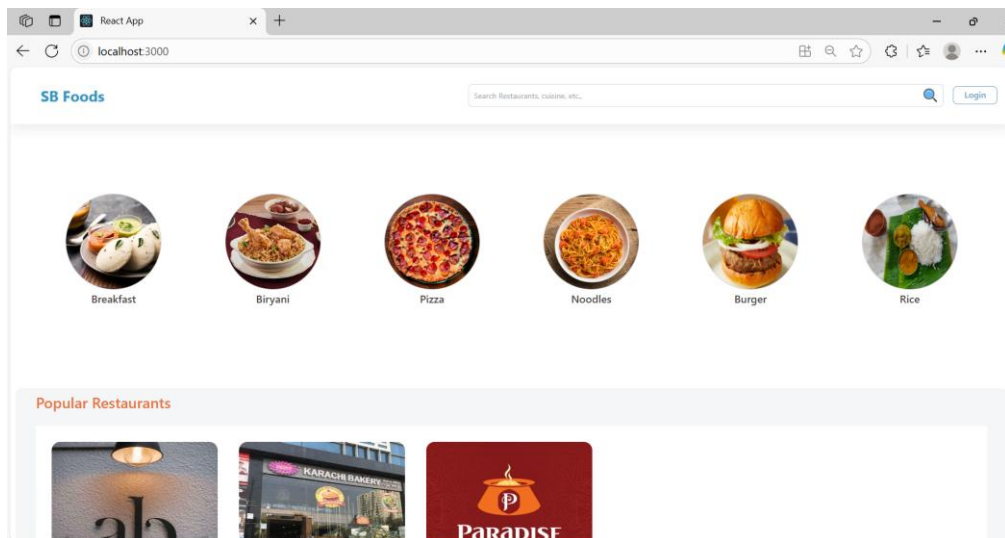 React App
localhost:3000
SB Foods
Search Restaurants, cuisine, etc.,
Login
Breakfast
Biryani
Pizza
Noodles
Burger
Rice
Popular Restaurants
ab
KARACHI BAKERY
P
PARADISE